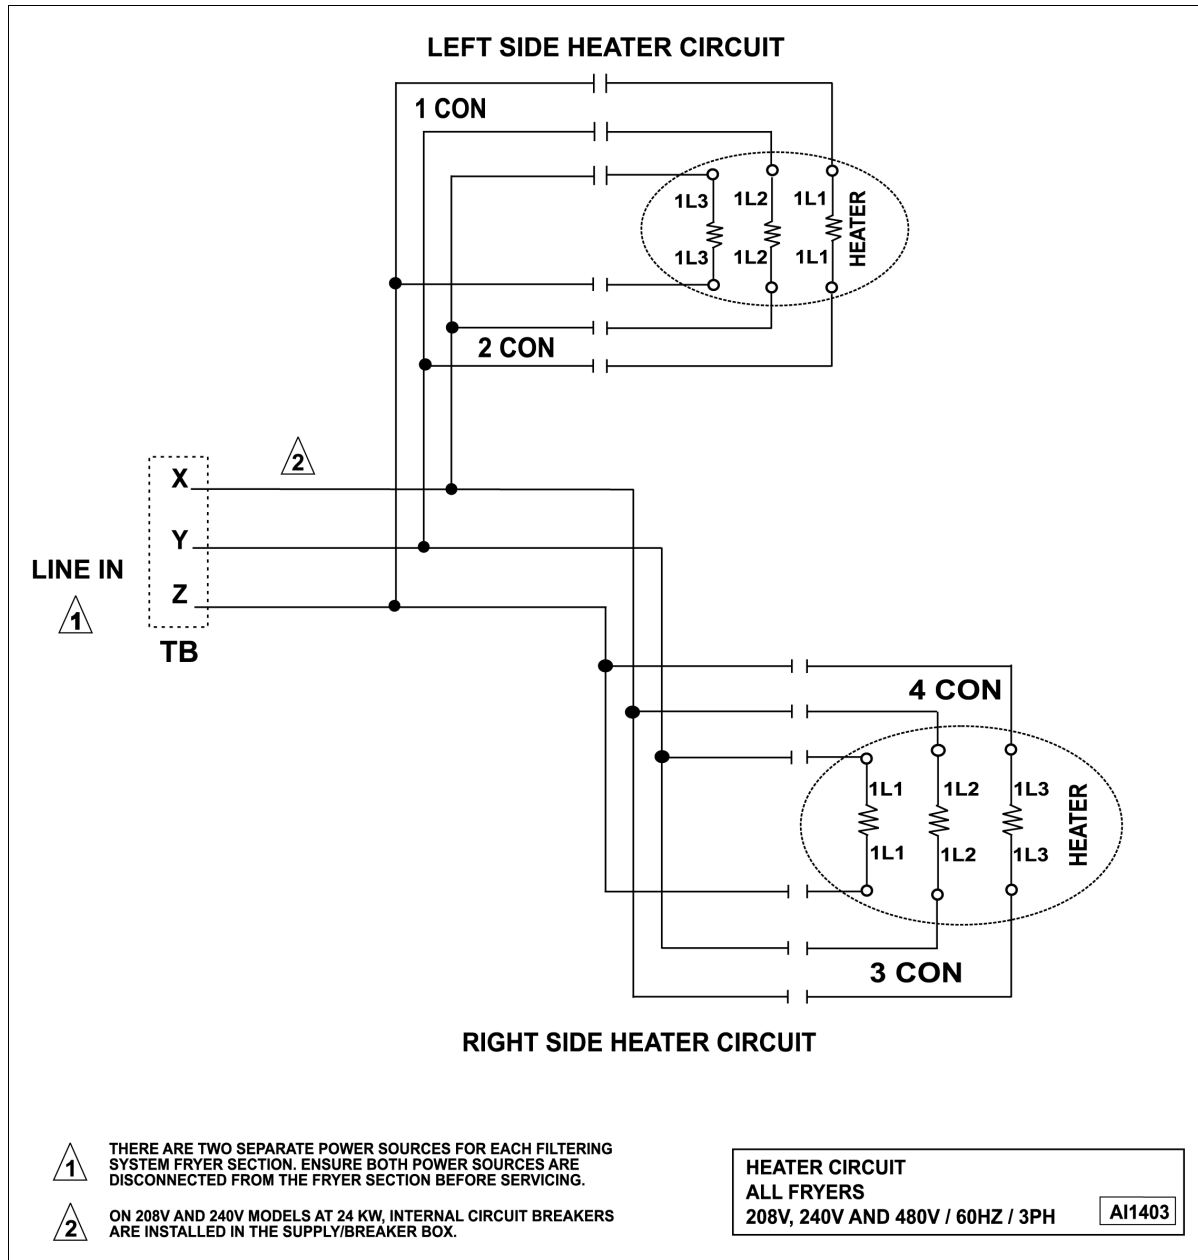 LEFT SIDE HEATER CIRCUIT
1 CON
1L3
1L2
1L1
HEATER
1L3
1L2
1L1
2 CON
2
X
Y
Z
LINE IN
1
TB
4 CON
1L1
1L2
1L3
HEATER
1L1
1L2
1L3
3 CON
RIGHT SIDE HEATER CIRCUIT
1
THERE ARE TWO SEPARATE POWER SOURCES FOR EACH FILTERING
SYSTEM FRYER SECTION. ENSURE BOTH POWER SOURCES ARE
DISCONNECTED FROM THE FRYER SECTION BEFORE SERVICING.
2
ON 208V AND 240V MODELS AT 24 KW, INTERNAL CIRCUIT BREAKERS
ARE INSTALLED IN THE SUPPLY/BREAKER BOX.
HEATER CIRCUIT
ALL FRYERS
208V, 240V AND 480V / 60HZ / 3PH
AI1403